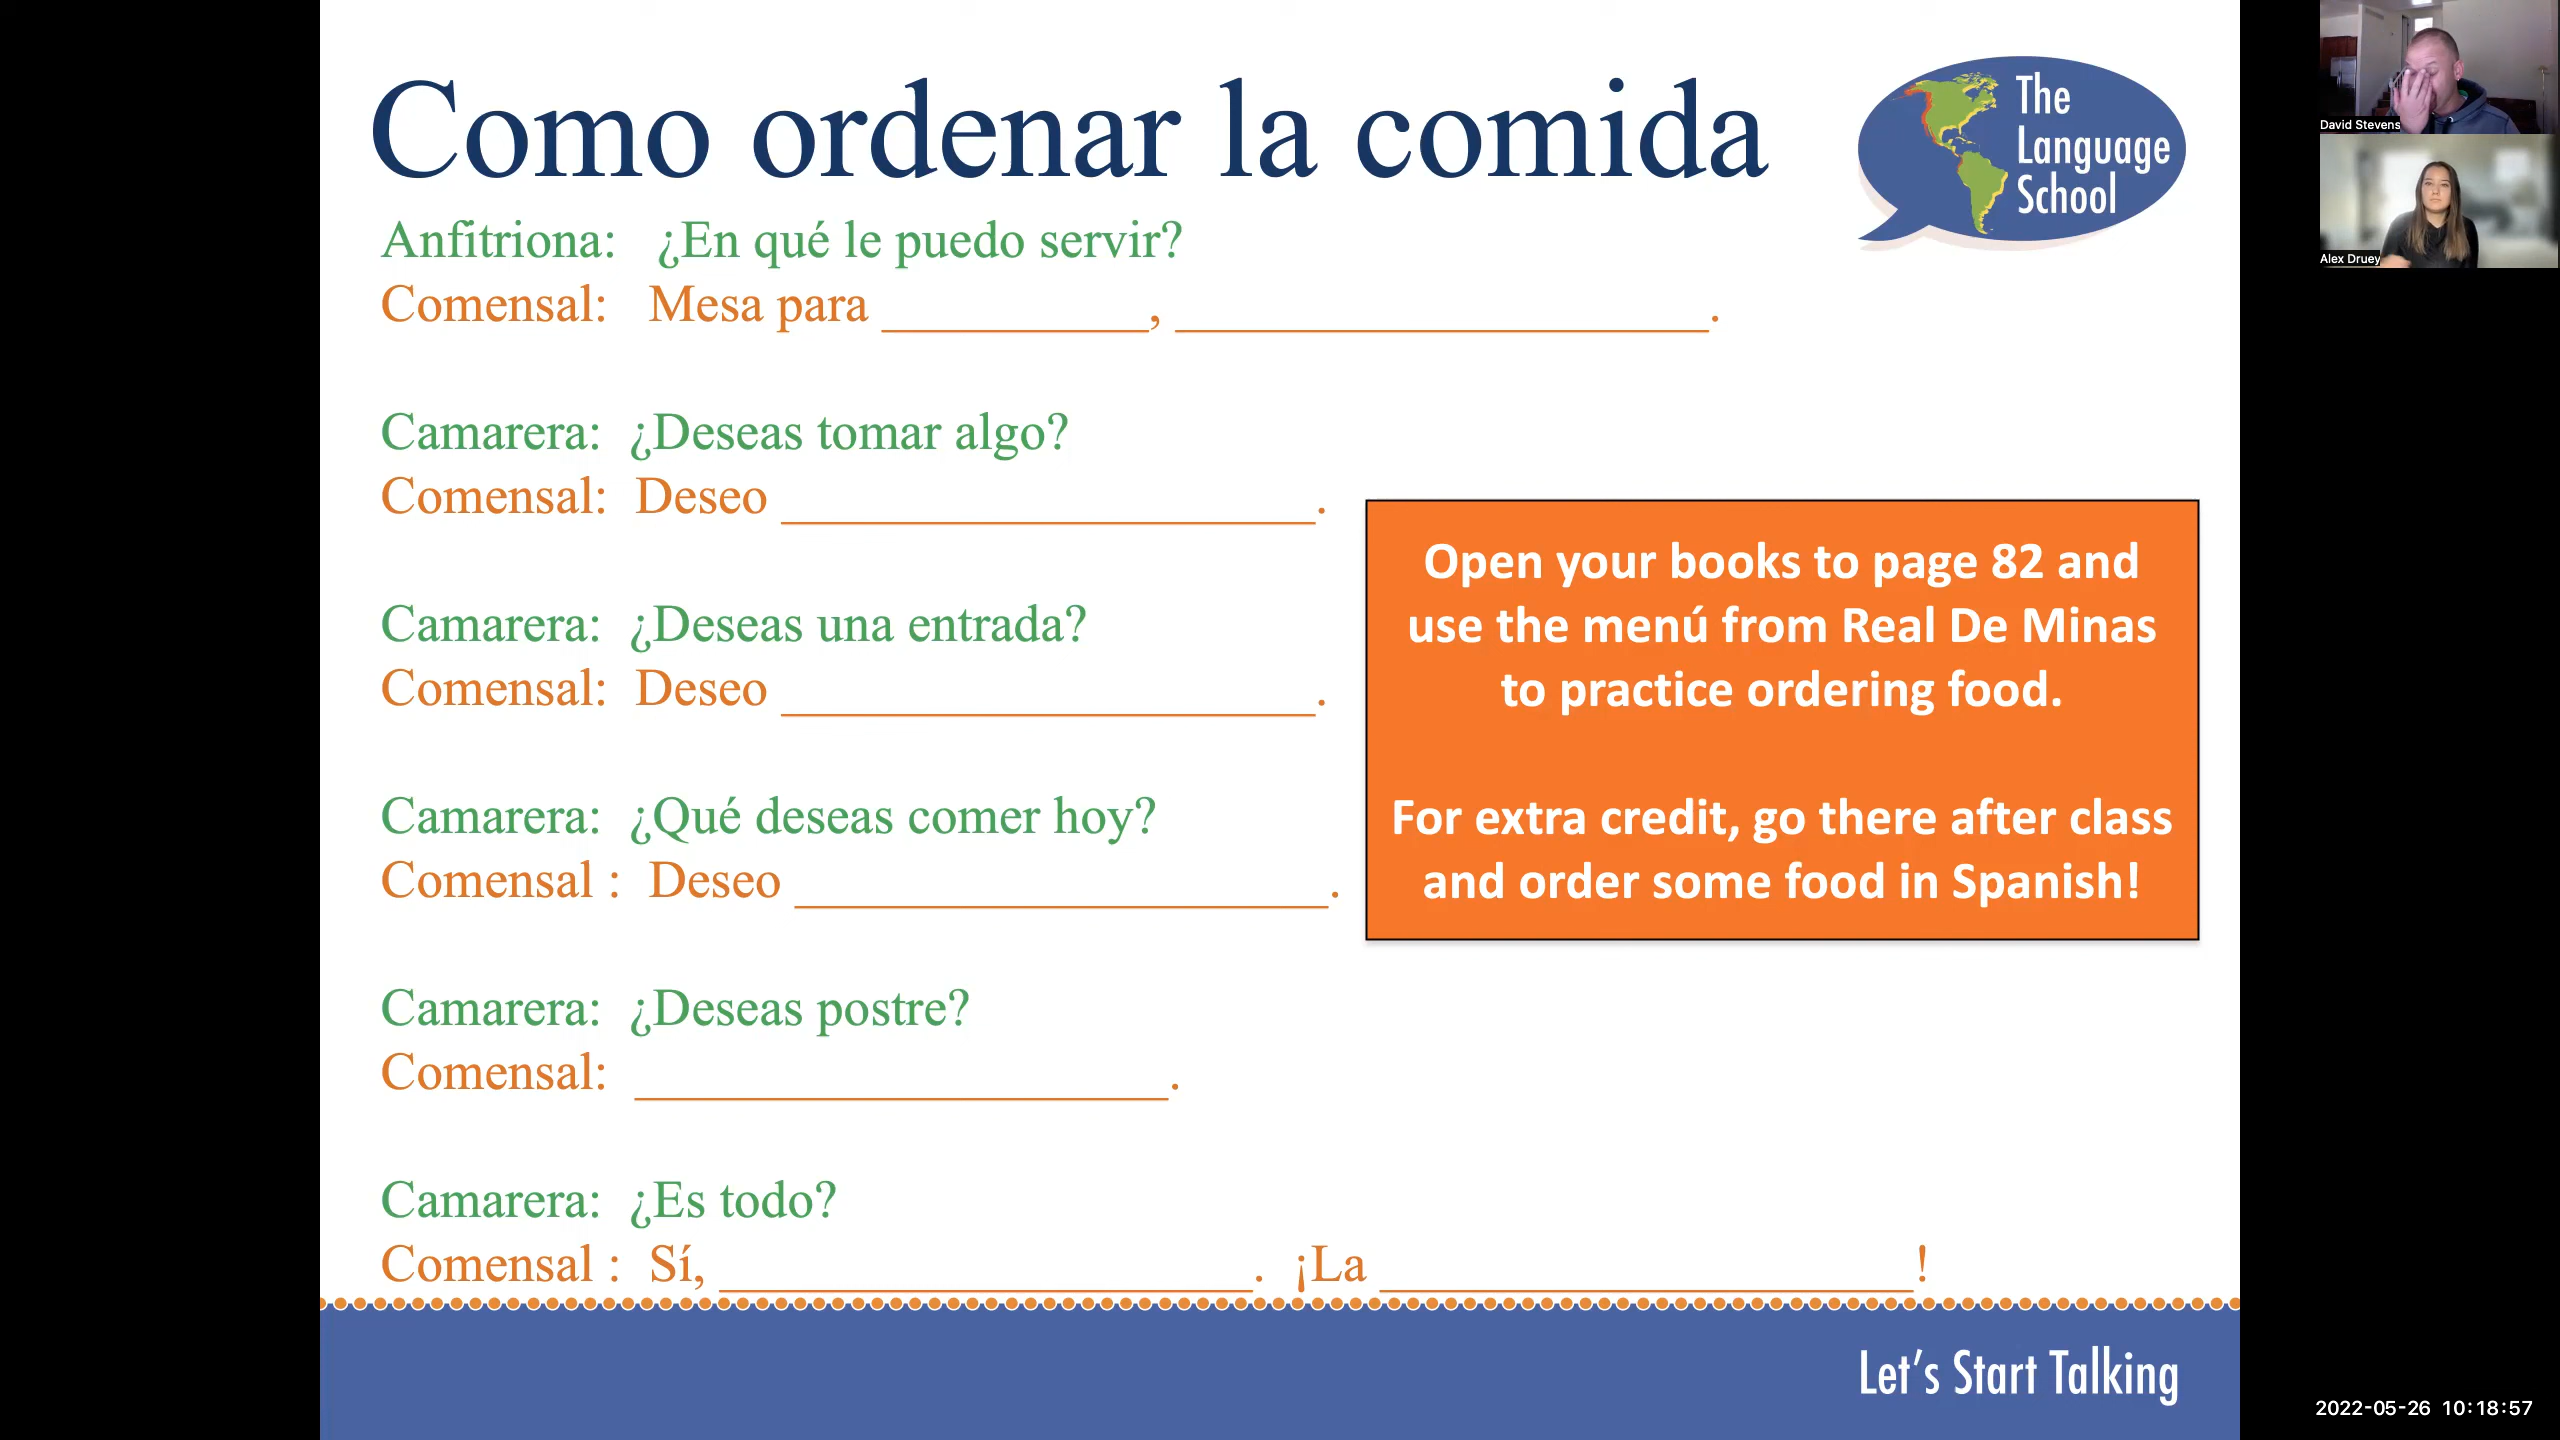 Como ordenar la comida
The
Language
School
Anfitriona: ¿En qué le puedo servir?
Comensal: Mesa para __________, ____________________.
Camarera: ¿Deseas tomar algo?
Comensal: Deseo _____________________.
Camarera: ¿Deseas una entrada?
Comensal: Deseo ____________________.
Camarera: ¿Qué deseas comer hoy?
Comensal : Deseo ____________________.
Camarera: ¿Deseas postre?
Comensal: ____________________.
Camarera: ¿Es todo?
Comensal : Sí, ____________________. ¡La ____________________!
Open your books to page 82 and
use the menú from Real De Minas
to practice ordering food.
For extra credit, go there after class
and order some food in Spanish!
Let's Start Talking
David Stevens
Alex Druey
2022-05-26 10:18:57